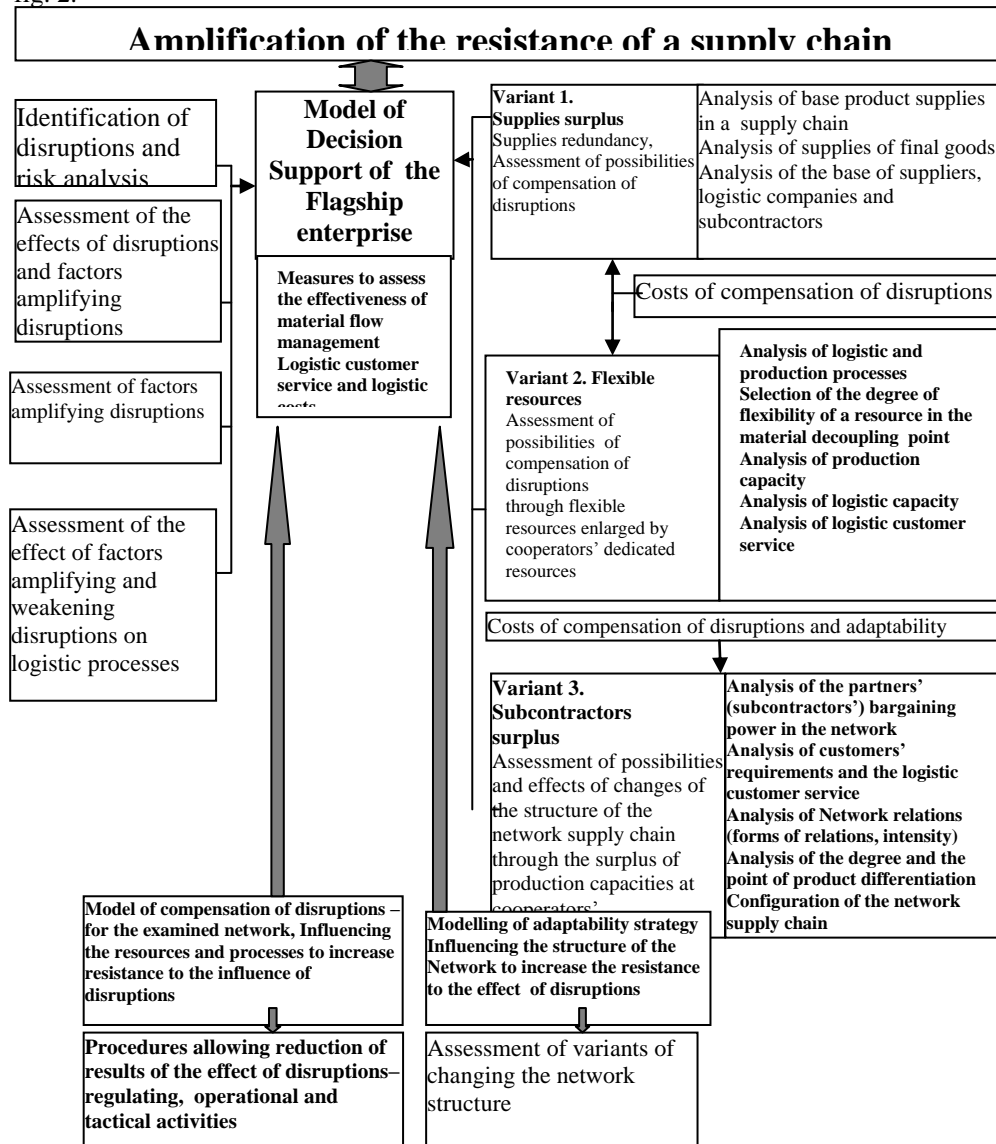 fig. 2.
Amplification of the resistance of a supply chain
Identification of
disruptions and
risk analysis
Assessment of the
effects of disruptions
and factors
amplifying
disruptions
Assessment of factors
amplifying disruptions
Assessment of the
effect of factors
amplifying and
weakening
disruptions on
logistic processes
Model of
Decision
Support of the
Flagship
enterprise
Measures to assess
the effectiveness of
material flow
management
Logistic customer
service and logistic
costs
Variant 1.
Supplies surplus
Supplies redundancy,
Assessment of possibilities
of compensation of
disruptions
Analysis of base product supplies
in a supply chain
Analysis of supplies of final goods
Analysis of the base of suppliers,
logistic companies and
subcontractors
Costs of compensation of disruptions
Variant 2. Flexible
resources
Assessment of
possibilities of
compensation of
disruptions
through flexible
resources enlarged by
cooperators' dedicated
resources
Analysis of logistic and
production processes
Selection of the degree of
flexibility of a resource in the
material decoupling point
Analysis of production
capacity
Analysis of logistic capacity
Analysis of logistic customer
service
Costs of compensation of disruptions and adaptability
Variant 3.
Subcontractors
surplus
Assessment of possibilities
and effects of changes of
the structure of the
network supply chain
through the surplus of
production capacities at
cooperators'
Analysis of the partners'
(subcontractors') bargaining
power in the network
Analysis of customers'
requirements and the logistic
customer service
Analysis of Network relations
(forms of relations, intensity)
Analysis of the degree and the
point of product differentiation
Configuration of the network
supply chain
Model of compensation of disruptions –
for the examined network, Influencing
the resources and processes to increase
resistance to the influence of
disruptions
Modelling of adaptability strategy
Influencing the structure of the
Network to increase the resistance
to the effect of disruptions
Procedures allowing reduction of
results of the effect of disruptions–
regulating, operational and
tactical activities
Assessment of variants of
changing the network
structure